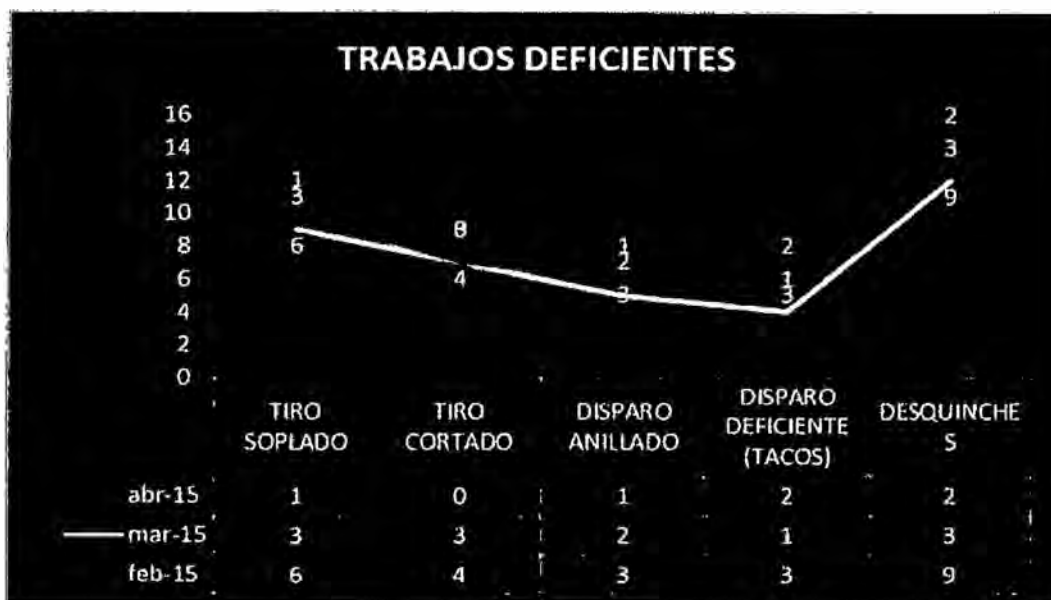 TRABAJOS DEFICIENTES
16
14
12
10
8
6
4
2
0
1
3
6
8
4
1
2
3
2
1
3
2
3
9
TIRO SOPLADO
TIRO CORTADO
DISPARO ANILLADO
DISPARO DEFICIENTE (TACOS)
DESQUINCHE S
abr-15 1 0 1 2 2
mar-15 3 3 2 1 3
feb-15 6 4 3 3 9